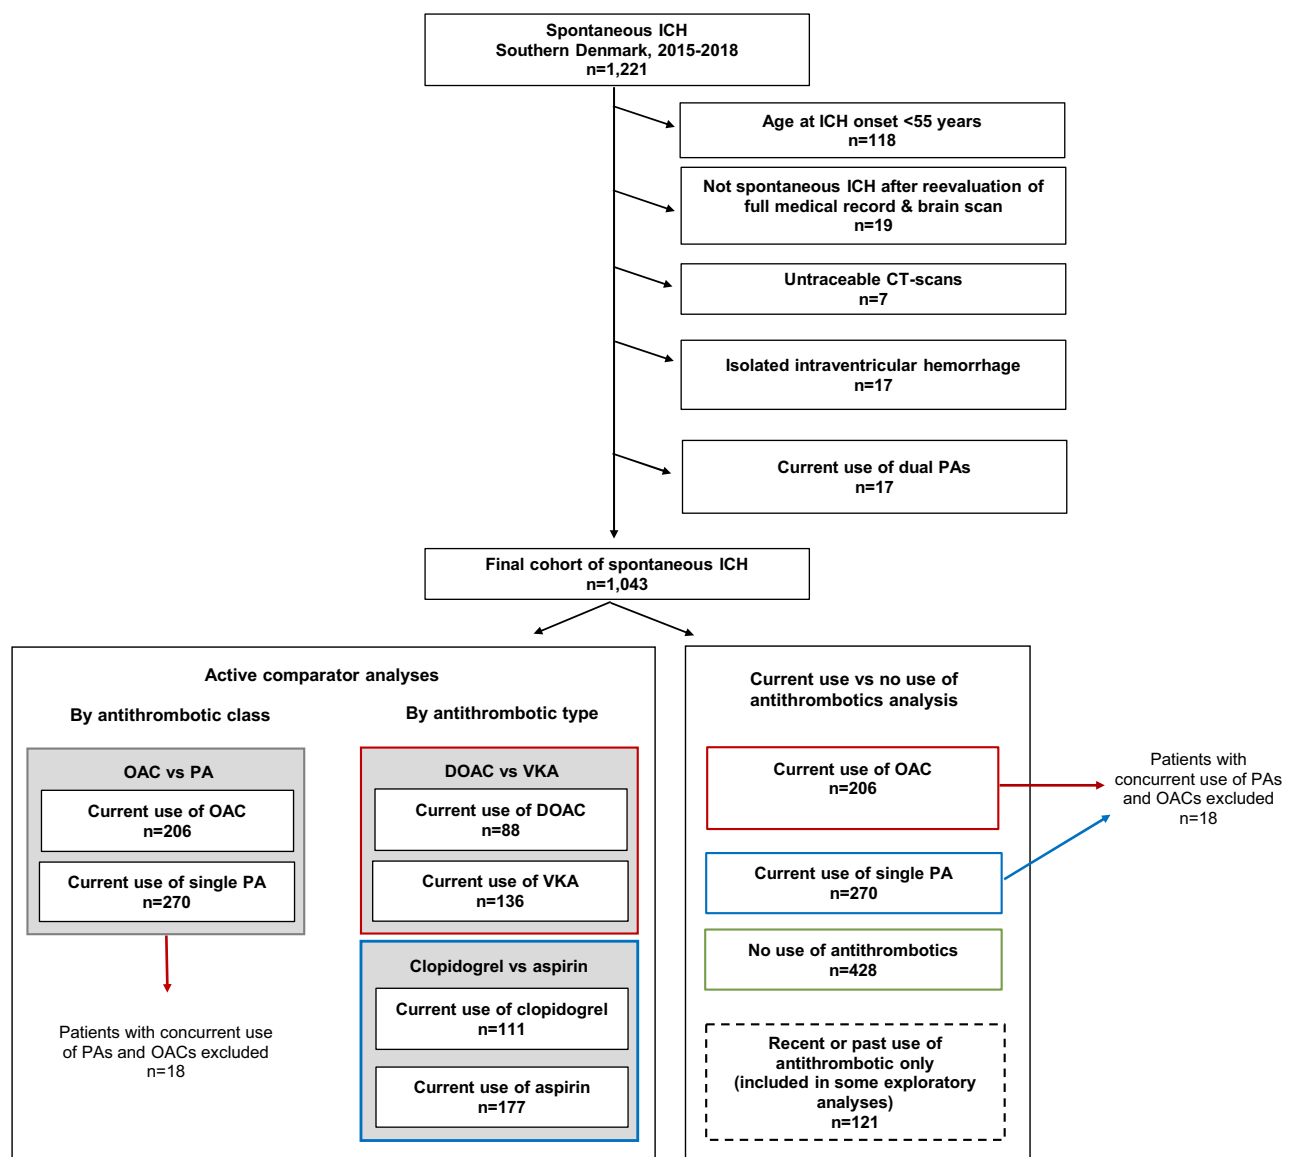 Spontaneous ICH
Southern Denmark, 2015-2018
n=1,221
Age at ICH onset <55 years
n=118
Not spontaneous ICH after reevaluation of
full medical record & brain scan
n=19
Untraceable CT-scans
n=7
Isolated intraventricular hemorrhage
n=17
Current use of dual PAs
n=17
Final cohort of spontaneous ICH
n=1,043
Active comparator analyses
By antithrombotic class
OAC vs PA
Current use of OAC
n=206
Current use of single PA
n=270
Patients with concurrent use
of PAs and OACs excluded
n=18
By antithrombotic type
DOAC vs VKA
Current use of DOAC
n=88
Current use of VKA
n=136
Clopidogrel vs aspirin
Current use of clopidogrel
n=111
Current use of aspirin
n=177
Current use vs no use of
antithrombotics analysis
Current use of OAC
n=206
Current use of single PA
n=270
No use of antithrombotics
n=428
Recent or past use of
antithrombotic only
(included in some exploratory
analyses)
n=121
Patients with
concurrent use of PAs
and OACs excluded
n=18